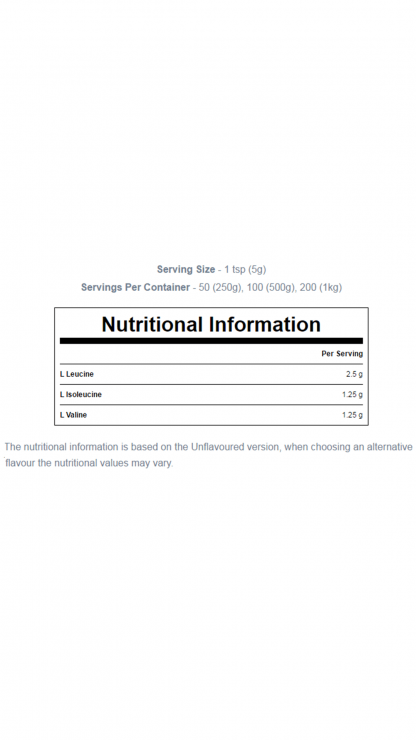 Serving Size - 1 tsp (5g)
Servings Per Container - 50 (250g), 100 (500g), 200 (1kg)
Nutritional Information
Per Serving
L Leucine 2.5 g
L Isoleucine 1.25 g
L Valine 1.25 g
The nutritional information is based on the Unflavoured version, when choosing an alternative
flavour the nutritional values may vary.